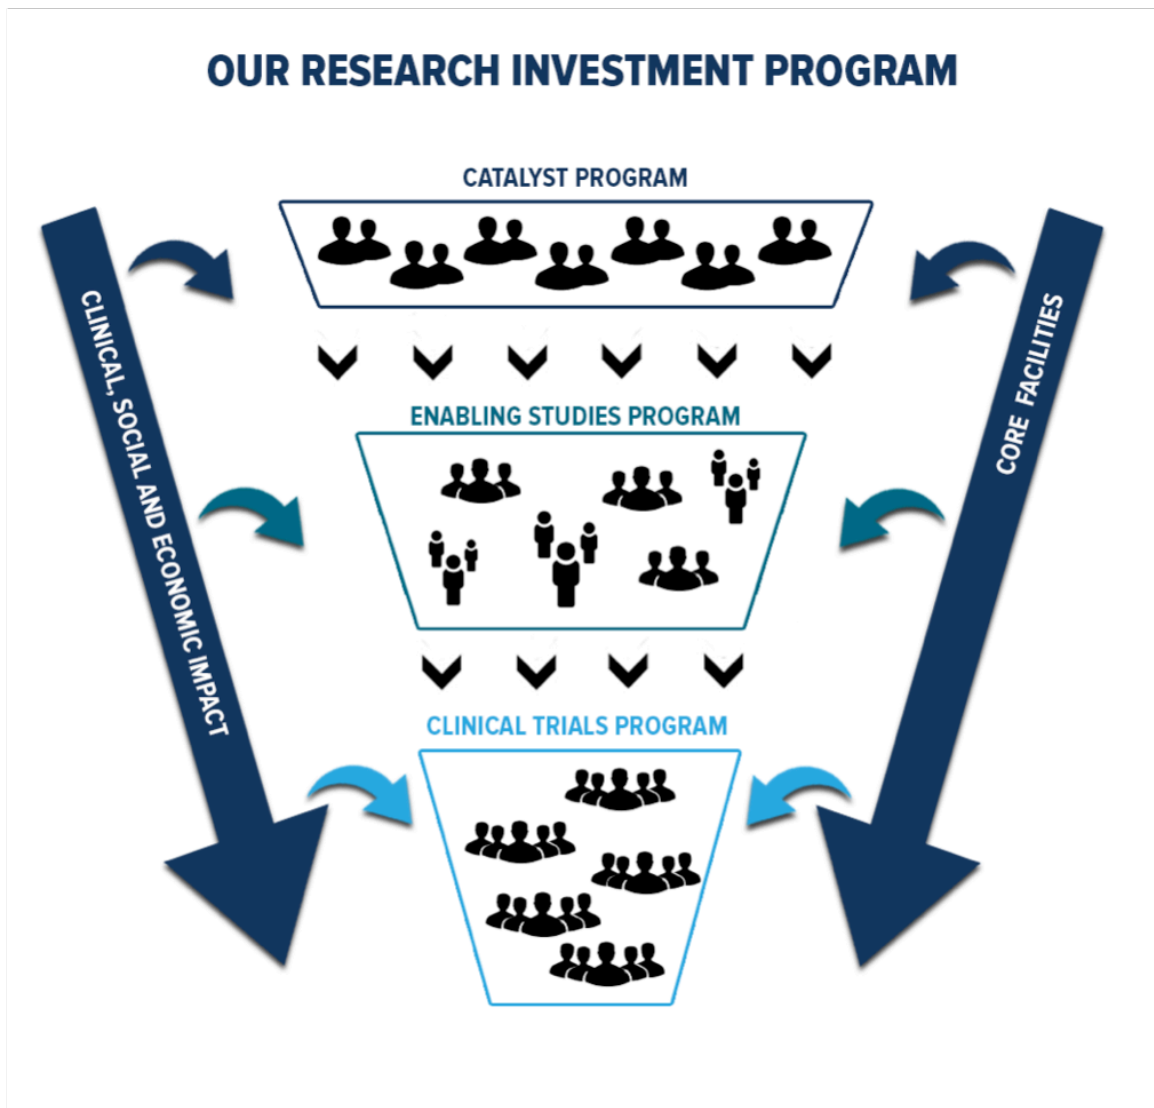 OUR RESEARCH INVESTMENT PROGRAM
CATALYST PROGRAM
CLINICAL, SOCIAL AND ECONOMIC IMPACT
CORE FACILITIES
ENABLING STUDIES PROGRAM
CLINICAL TRIALS PROGRAM